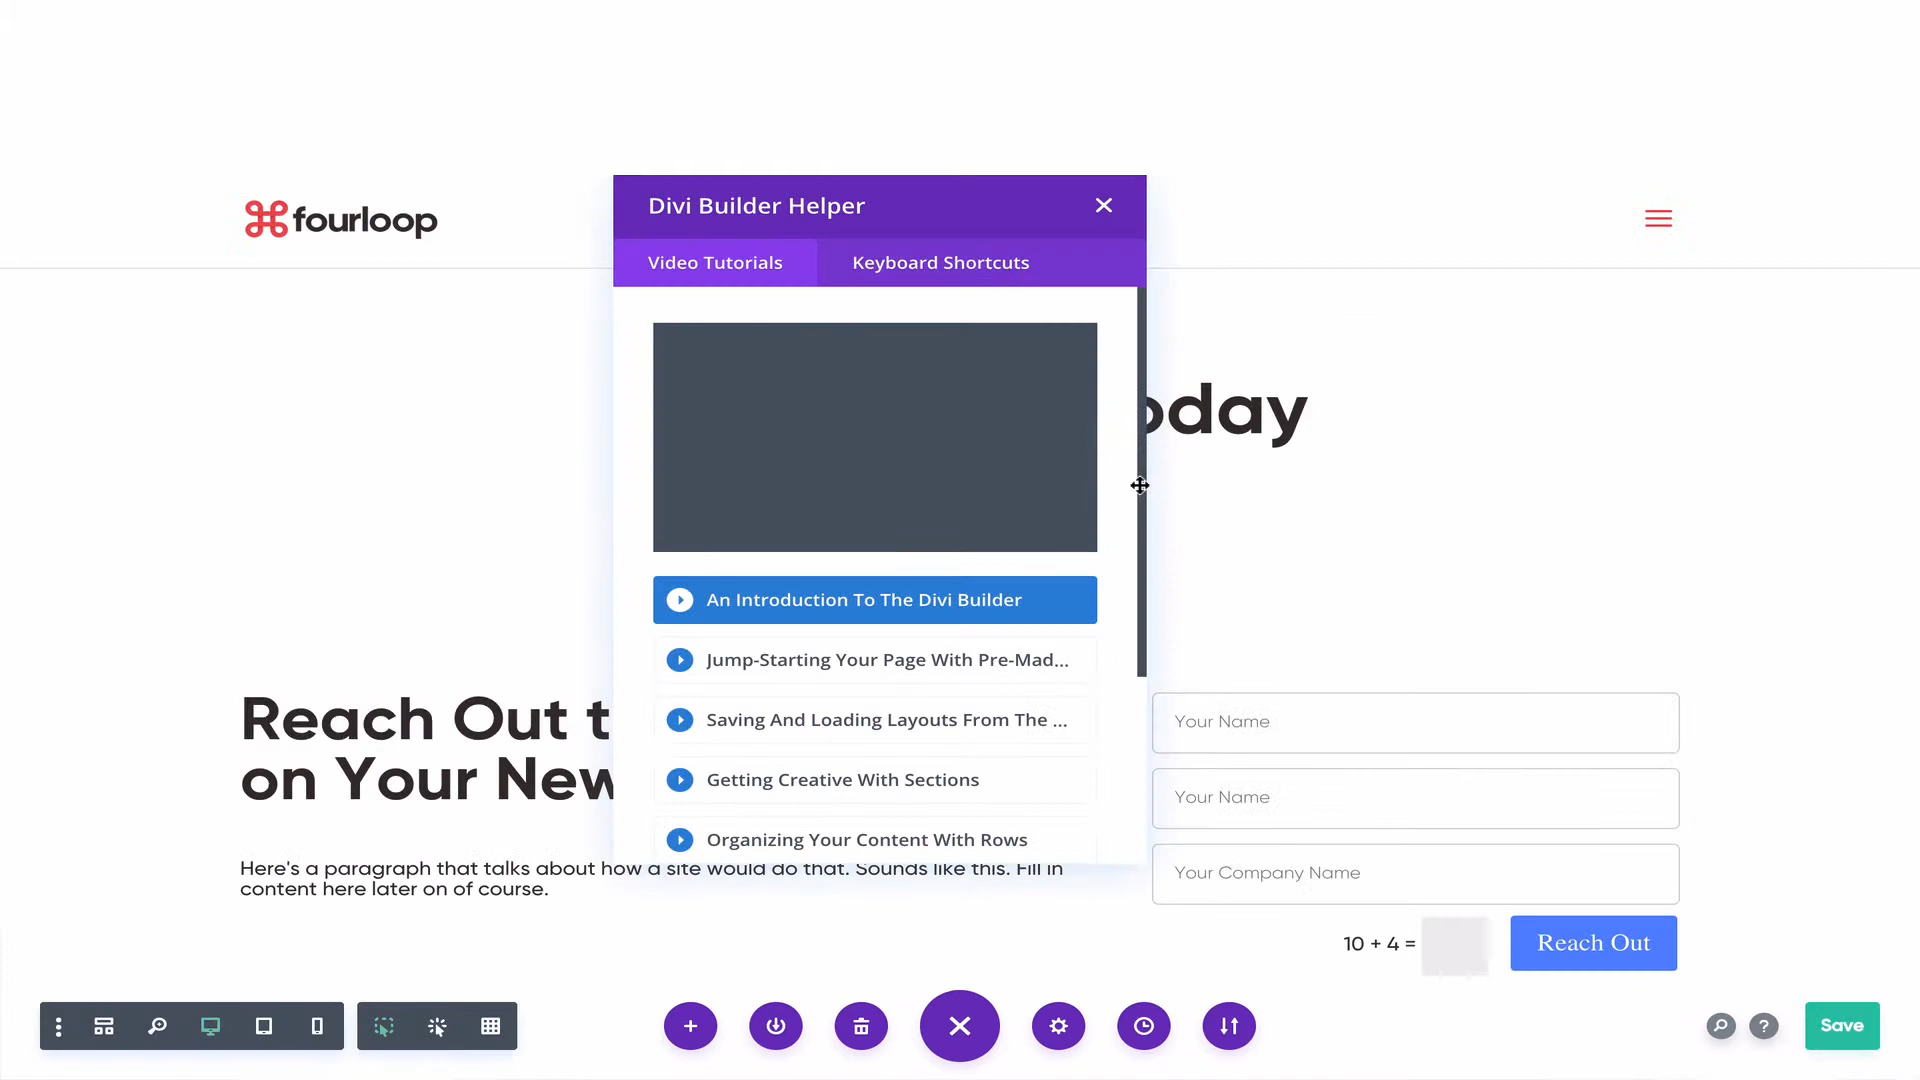 Divi Builder Helper
fourloop
Video Tutorials
Keyboard Shortcuts
oday
An Introduction To The Divi Builder
Jump-Starting Your Page With Pre-Mad...
Saving And Loading Layouts From The ...
Getting Creative With Sections
Organizing Your Content With Rows
Reach Out t
on Your New
Here's a paragraph that talks about how a site would do that. Sounds like this. Fill in
content here later on of course.
Your Name
Your Name
Your Company Name
10 + 4 =
Reach Out
?
Save